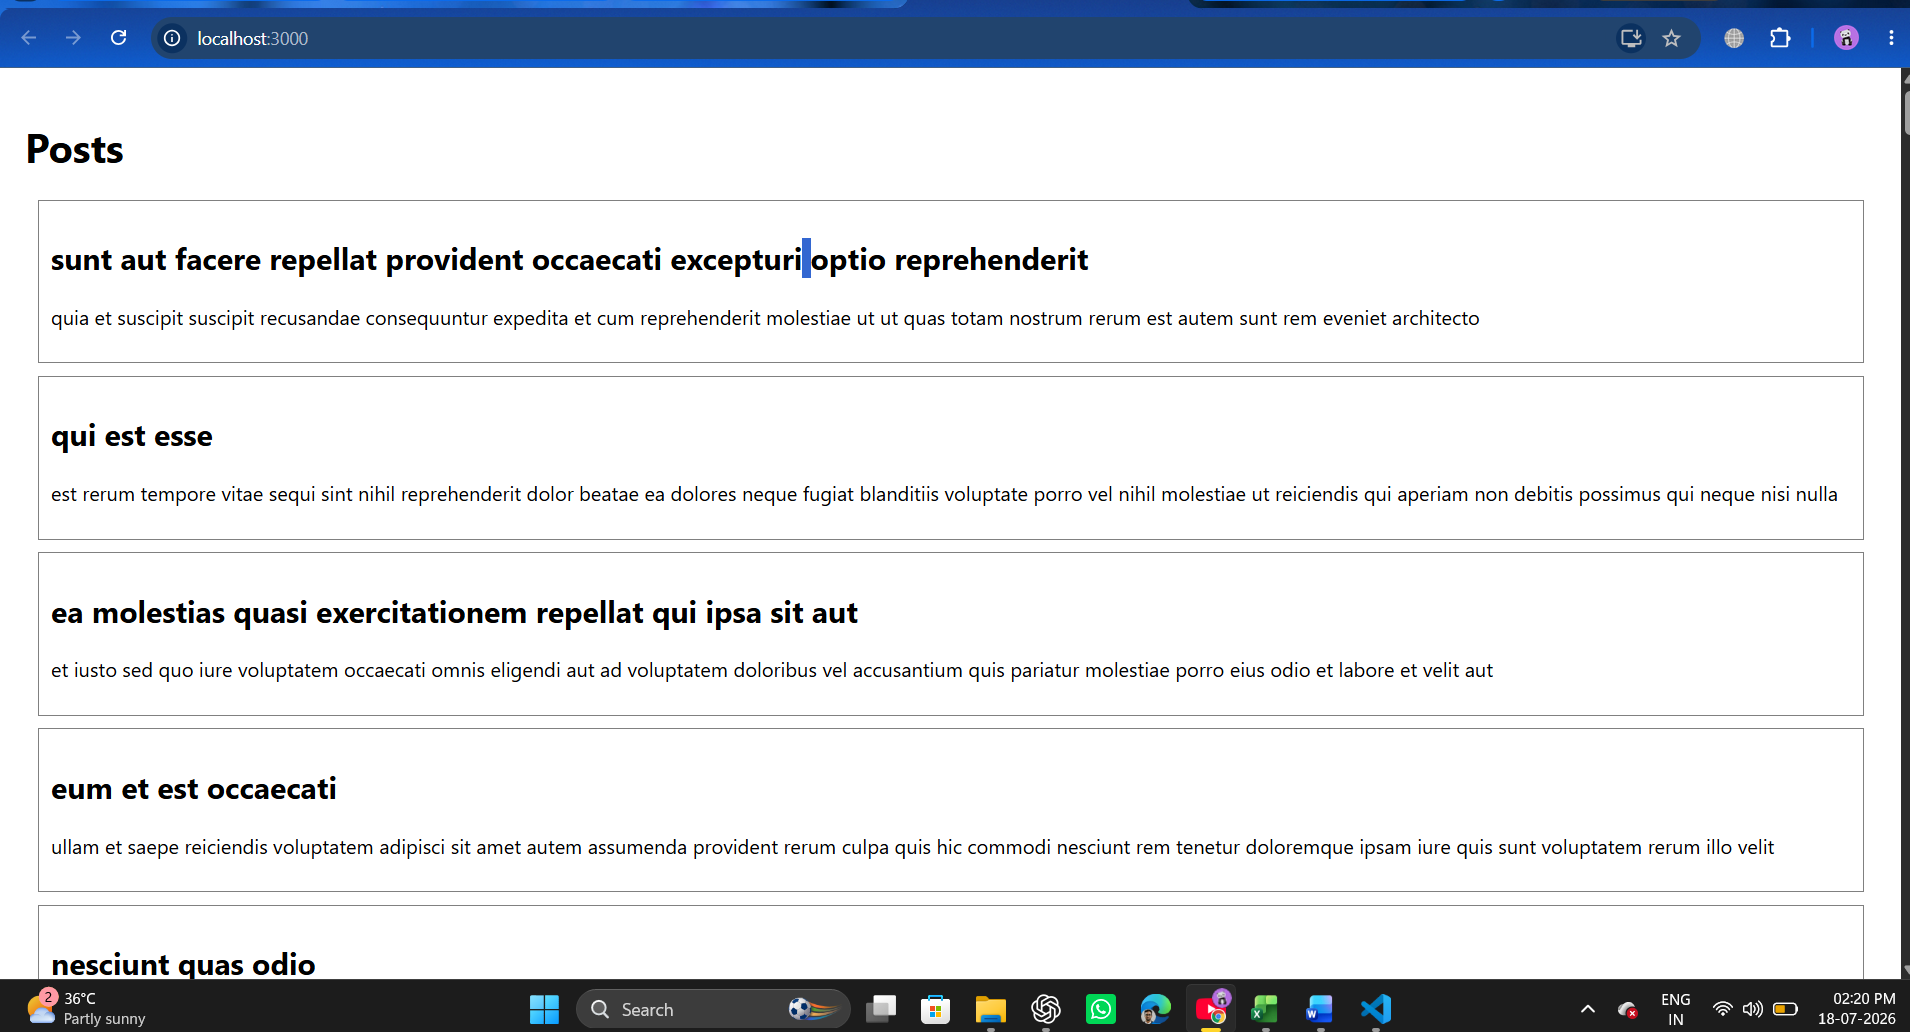 localhost:3000
Posts
sunt aut facere repellat provident occaecati excepturi optio reprehenderit
quia et suscipit suscipit recusandae consequuntur expedita et cum reprehenderit molestiae ut ut quas totam nostrum rerum est autem sunt rem eveniet architecto
qui est esse
est rerum tempore vitae sequi sint nihil reprehenderit dolor beatae ea dolores neque fugiat blanditiis voluptate porro vel nihil molestiae ut reiciendis qui aperiam non debitis possimus qui neque nisi nulla
ea molestias quasi exercitationem repellat qui ipsa sit aut
et iusto sed quo iure voluptatem occaecati omnis eligendi aut ad voluptatem doloribus vel accusantium quis pariatur molestiae porro eius odio et labore et velit aut
eum et est occaecati
ullam et saepe reiciendis voluptatem adipisci sit amet autem assumenda provident rerum culpa quis hic commodi nesciunt rem tenetur doloremque ipsam iure quis sunt voluptatem rerum illo velit
nesciunt quas odio
2
36°C
Partly sunny
Search
ENG
IN
02:20 PM
18-07-2026